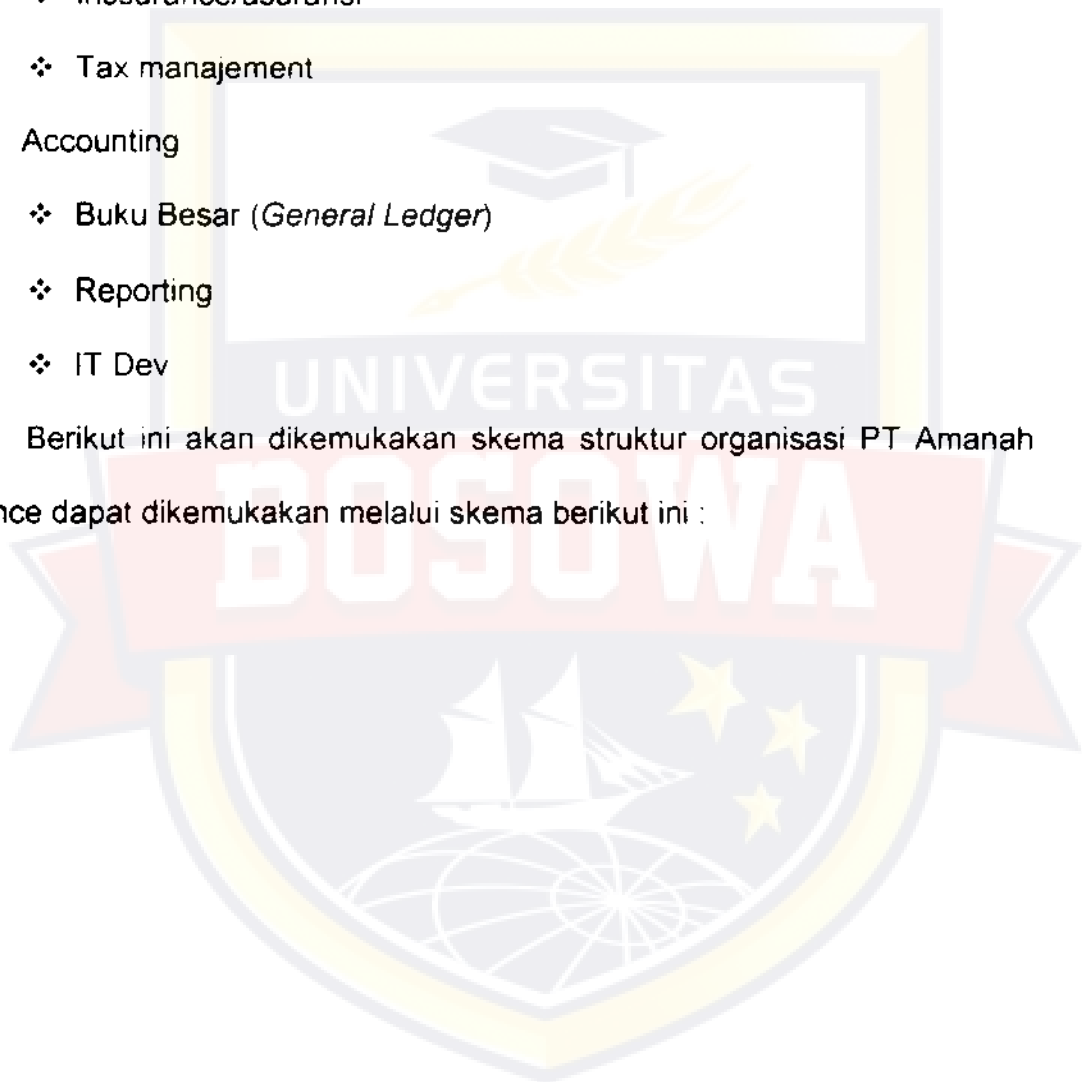 ❖ Tax manajement
Accounting
❖ Buku Besar (General Ledger)
❖ Reporting
❖ IT Dev
Berikut ini akan dikemukakan skema struktur organisasi PT Amanah
nce dapat dikemukakan melalui skema berikut ini :
UNIVERSITAS
BOSOWA